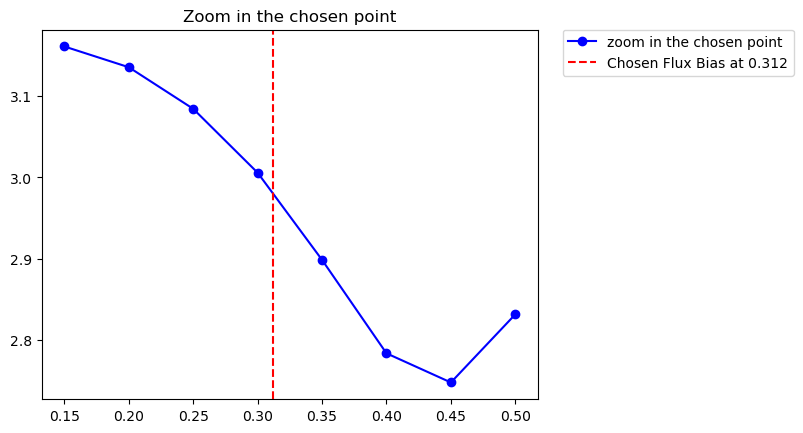 Zoom in the chosen point
zoom in the chosen point
Chosen Flux Bias at 0.312
3.1
3.0
2.9
2.8
0.15 0.20 0.25 0.30 0.35 0.40 0.45 0.50